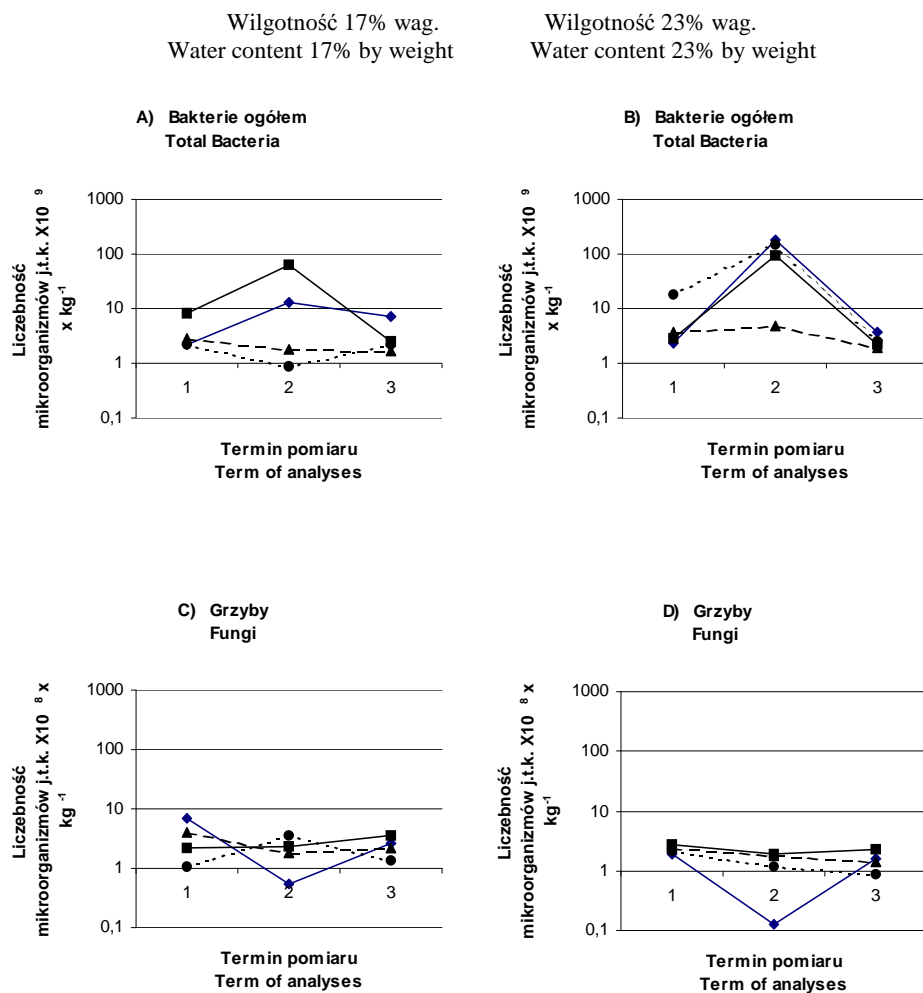 Wilgotność 17% wag.
Water content 17% by weight
Wilgotność 23% wag.
Water content 23% by weight
A) Bakterie ogółem
Total Bacteria
Liczebność
mikroorganizmów j.t.k. X10 9
x kg-1
1000
100
10
1
0,1
1 2 3
Termin pomiaru
Term of analyses
B) Bakterie ogółem
Total Bacteria
Liczebność
mikroorganizmów j.t.k. X10 9
x kg-1
1000
100
10
1
0,1
1 2 3
Termin pomiaru
Term of analyses
C) Grzyby
Fungi
Liczebność
mikroorganizmów j.t.k. X10 8 x
kg-1
1000
100
10
1
0,1
1 2 3
Termin pomiaru
Term of analyses
D) Grzyby
Fungi
Liczebność
mikroorganizmów j.t.k. X10 8 x
kg-1
1000
100
10
1
0,1
1 2 3
Termin pomiaru
Term of analyses